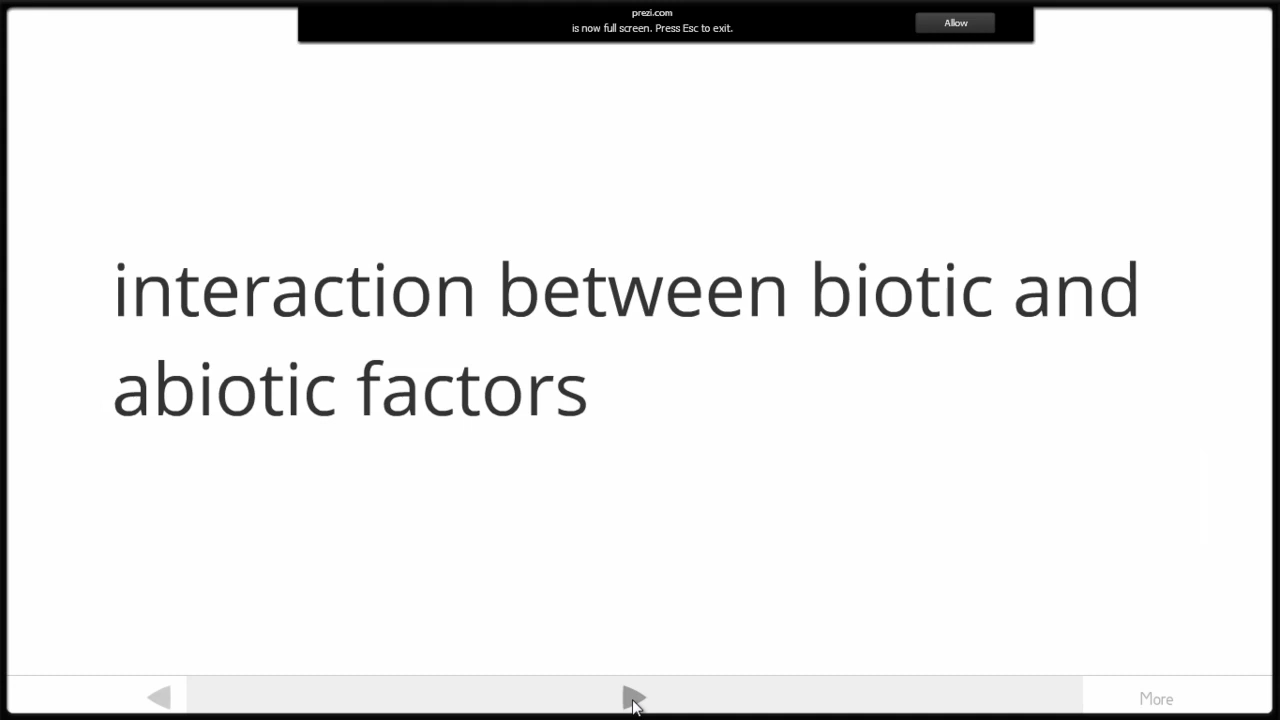 prezi.com
is now full screen. Press Esc to exit.
Allow
interaction between biotic and
abiotic factors
More